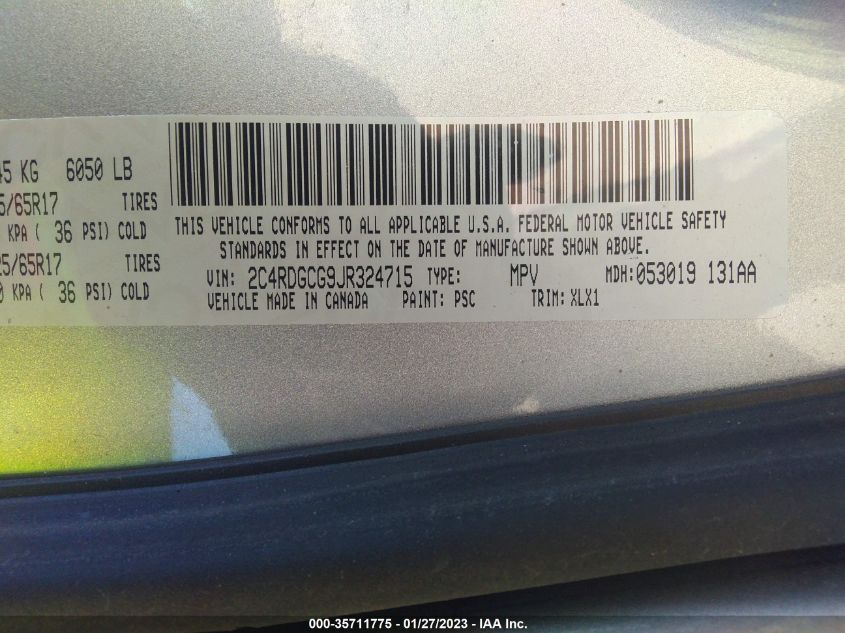 45 KG 6050 LB
5/65R17 TIRES
KPA ( 36 PSI) COLD
25/65R17 TIRES
0 KPA ( 36 PSI) COLD
THIS VEHICLE CONFORMS TO ALL APPLICABLE U.S.A. FEDERAL MOTOR VEHICLE SAFETY
STANDARDS IN EFFECT ON THE DATE OF MANUFACTURE SHOWN ABOVE.
VIN: 2C4RDGCG9JR324715 TYPE: MPV MDH: 053019 131AA
VEHICLE MADE IN CANADA PAINT: PSC TRIM: XLX1
000-35711775 - 01/27/2023 - IAA Inc.